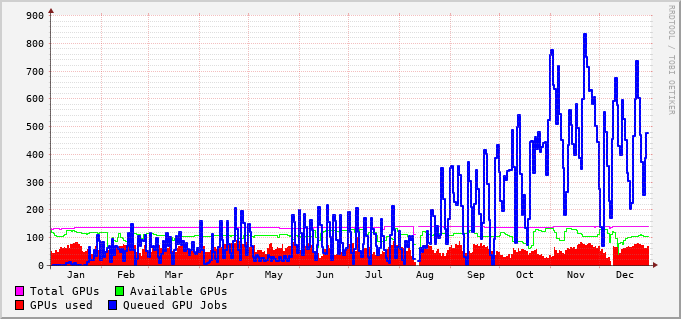 RRDTOOL / TOBI OETIKER
900
800
700
600
500
400
300
200
100
0
Jan Feb Mar Apr May Jun Jul Aug Sep Oct Nov Dec
Total GPUs Available GPUs
GPUs used Queued GPU Jobs